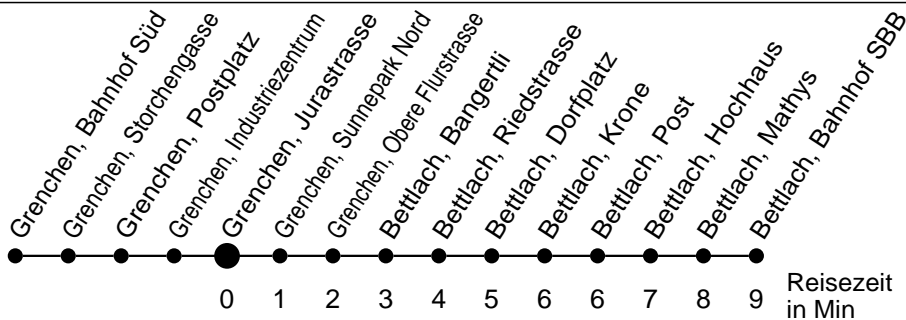 Grenchen, Bahnhof Süd
Grenchen, Storchengasse
Grenchen, Postplatz
Grenchen, Industriezentrum
Grenchen, Jurastrasse
Grenchen, Sunnepark Nord
Grenchen, Obere Flurstrasse
Bettlach, Bangertli
Bettlach, Riedstrasse
Bettlach, Dorfplatz
Bettlach, Krone
Bettlach, Post
Bettlach, Hochhaus
Bettlach, Mathys
Bettlach, Bahnhof SBB
0 1 2 3 4 5 6 6 7 8 9
Reisezeit
in Min